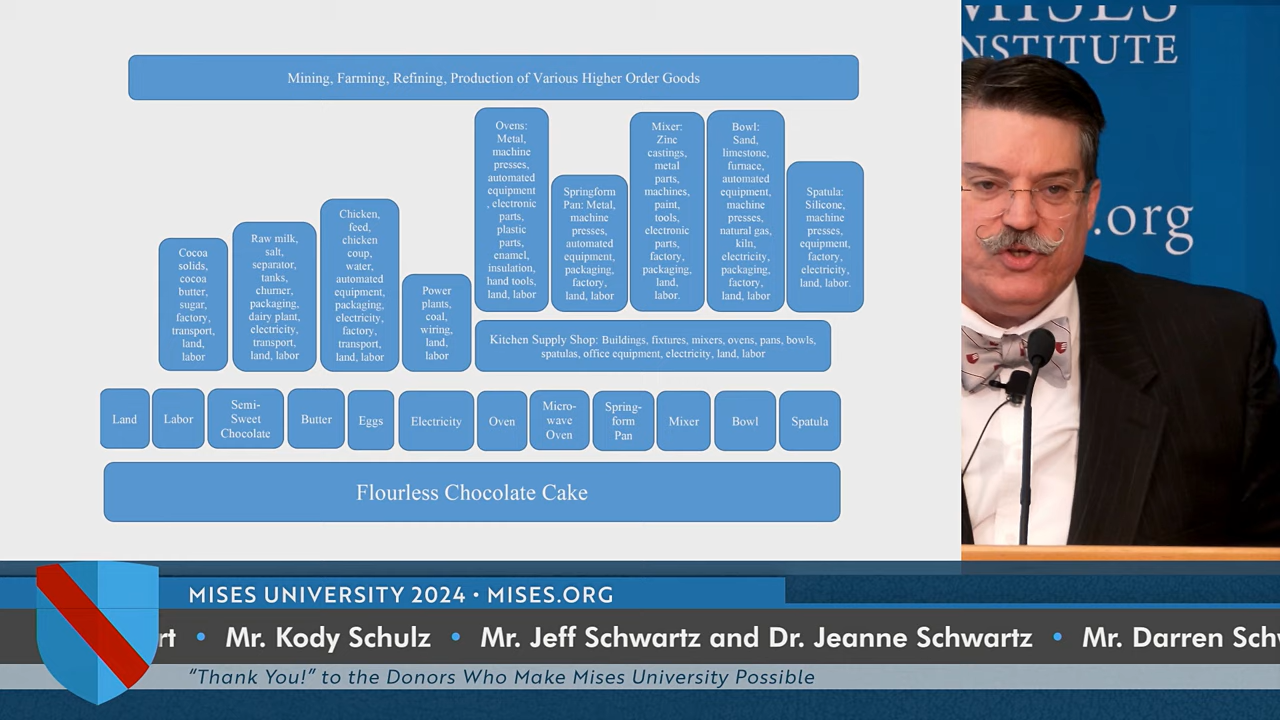 Mining, Farming, Refining, Production of Various Higher Order Goods
Cocoa
solids,
cocoa
butter,
sugar,
factory,
transport,
land,
labor
Raw milk,
salt,
separator,
tanks,
churner,
packaging,
dairy plant,
electricity,
transport,
land, labor
Chicken,
feed,
chicken
coup,
water,
automated
equipment,
packaging,
electricity,
factory,
transport,
land, labor
Power
plants,
coal,
wiring,
land,
labor
Ovens:
Metal,
machine
presses,
automated
equipment
, electronic
parts,
plastic
parts,
enamel,
insulation,
hand tools,
land, labor
Springform
Pan: Metal,
machine
presses,
automated
equipment,
packaging,
factory,
land, labor
Mixer:
Zinc
castings,
metal
parts,
machines,
paint,
tools,
electronic
parts,
factory,
packaging,
land,
labor.
Bowl:
Sand,
limestone,
furnace,
automated
equipment,
machine
presses,
natural gas,
kiln,
electricity,
packaging,
factory,
land, labor
Spatula:
Silicone,
machine
presses,
equipment,
factory,
electricity,
land, labor.
Kitchen Supply Shop: Buildings, fixtures, mixers, ovens, pans, bowls,
spatulas, office equipment, electricity, land, labor
Land
Labor
Semi-
Sweet
Chocolate
Butter
Eggs
Electricity
Oven
Micro-
wave
Oven
Spring-
form
Pan
Mixer
Bowl
Spatula
Flourless Chocolate Cake
MISES
INSTITUTE
.org
MISES UNIVERSITY 2024 • MISES.ORG
rt • Mr. Kody Schulz • Mr. Jeff Schwartz and Dr. Jeanne Schwartz • Mr. Darren Schw
"Thank You!" to the Donors Who Make Mises University Possible